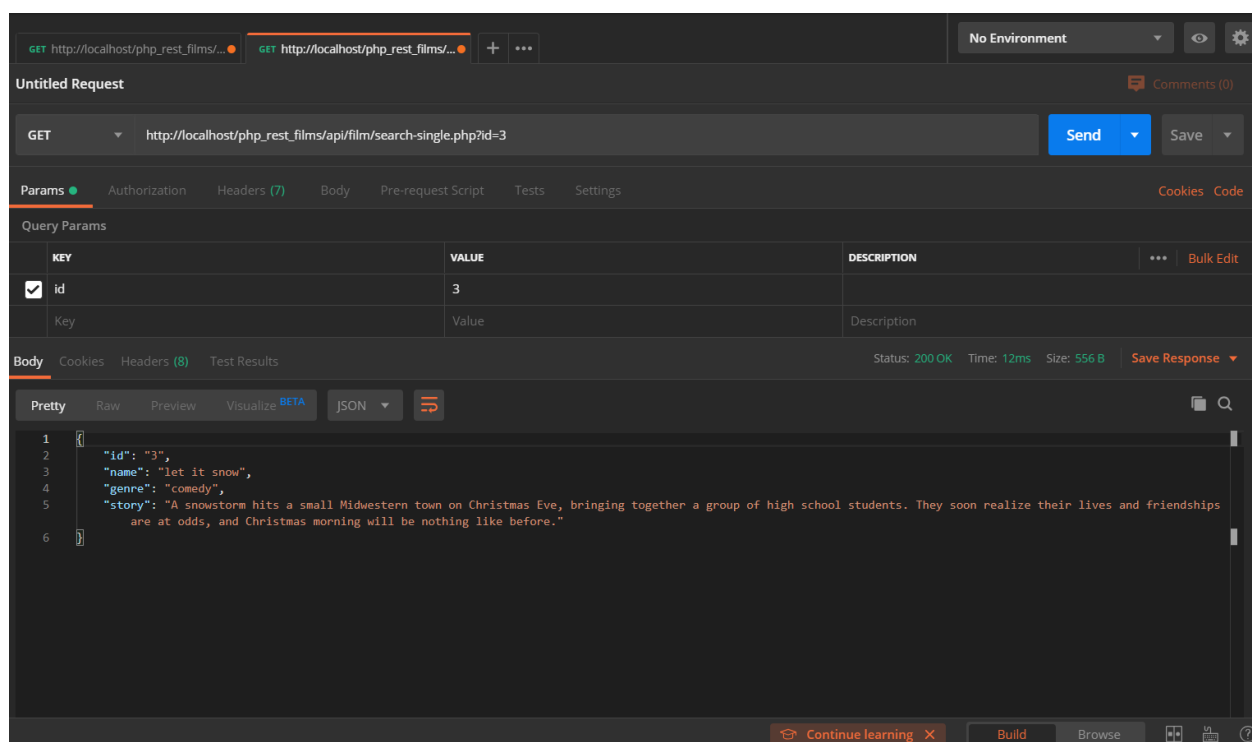 GET http://localhost/php_rest_films/... GET http://localhost/php_rest_films/... + ••• No Environment
Untitled Request Comments (0)
GET http://localhost/php_rest_films/api/film/search-single.php?id=3 Send Save
Params Authorization Headers (7) Body Pre-request Script Tests Settings Cookies Code
Query Params
KEY VALUE DESCRIPTION ••• Bulk Edit
id 3
Key Value Description
Body Cookies Headers (8) Test Results Status: 200 OK Time: 12ms Size: 556 B Save Response
Pretty Raw Preview Visualize BETA JSON
1 {
2 "id": "3",
3 "name": "let it snow",
4 "genre": "comedy",
5 "story": "A snowstorm hits a small Midwestern town on Christmas Eve, bringing together a group of high school students. They soon realize their lives and friendships
are at odds, and Christmas morning will be nothing like before."
6 }
Continue learning X Build Browse